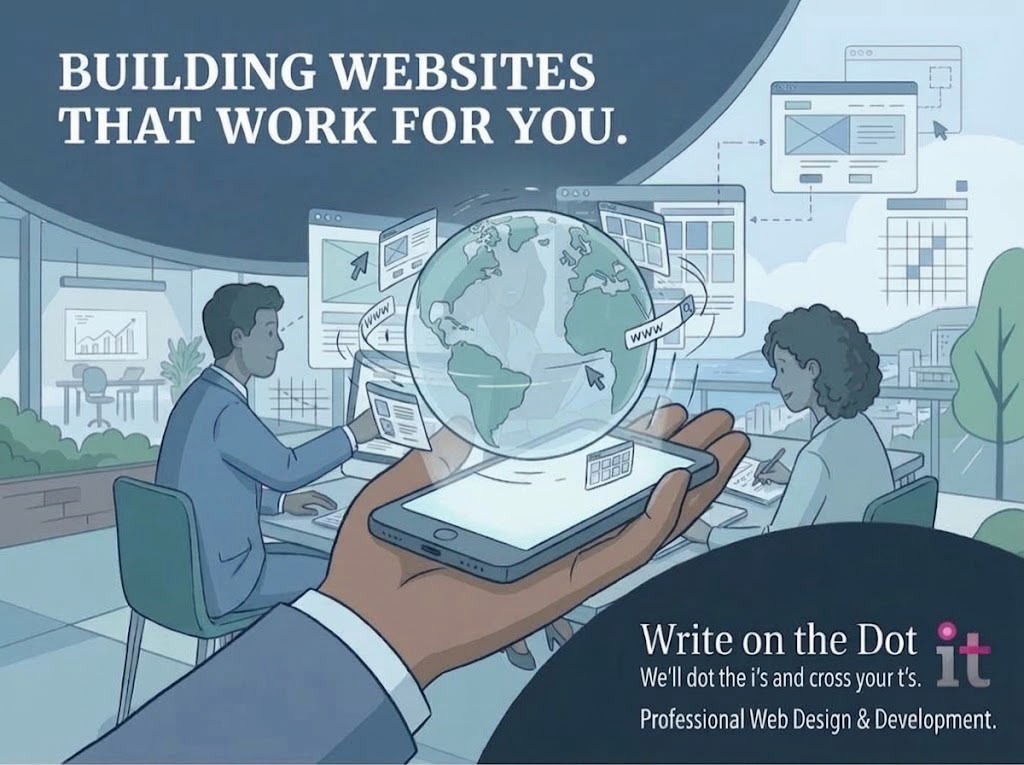 BUILDING WEBSITES
THAT WORK FOR YOU.
WWW
WWW
Write on the Dot
it
We'll dot the i's and cross your t's.
Professional Web Design & Development.